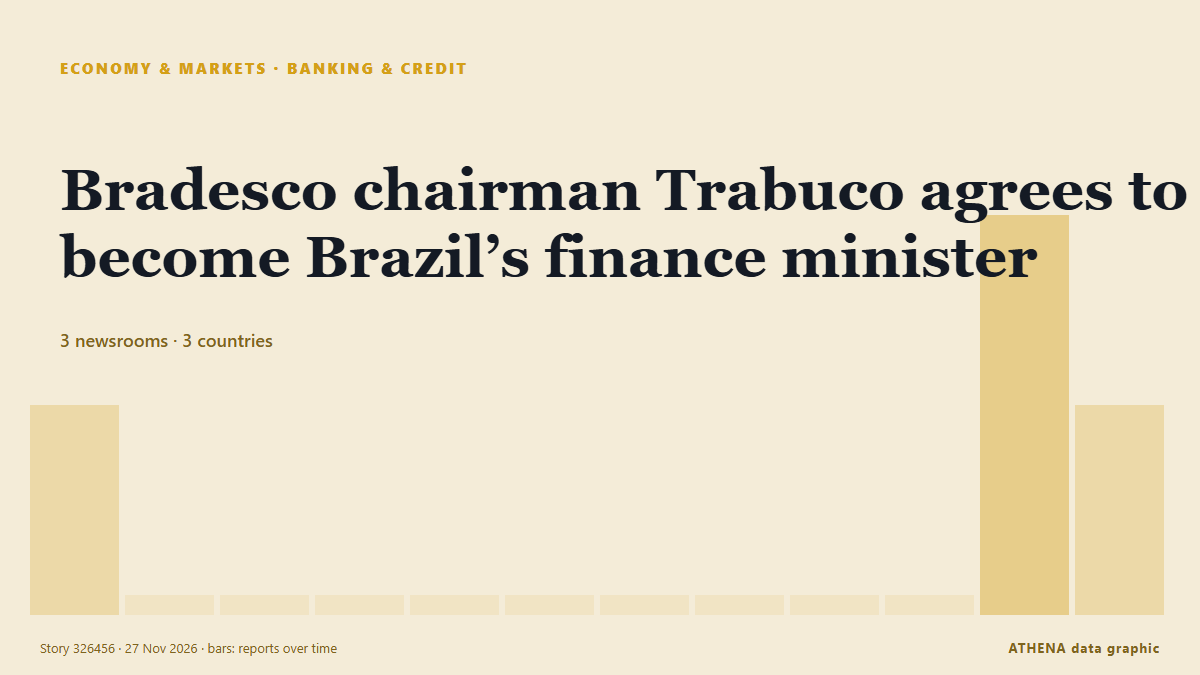 ECONOMY & MARKETS · BANKING & CREDIT
Bradesco chairman Trabuco agrees to
become Brazil’s finance minister
3 newsrooms · 3 countries
Story 326456 · 27 Nov 2026 · bars: reports over time
ATHENA data graphic